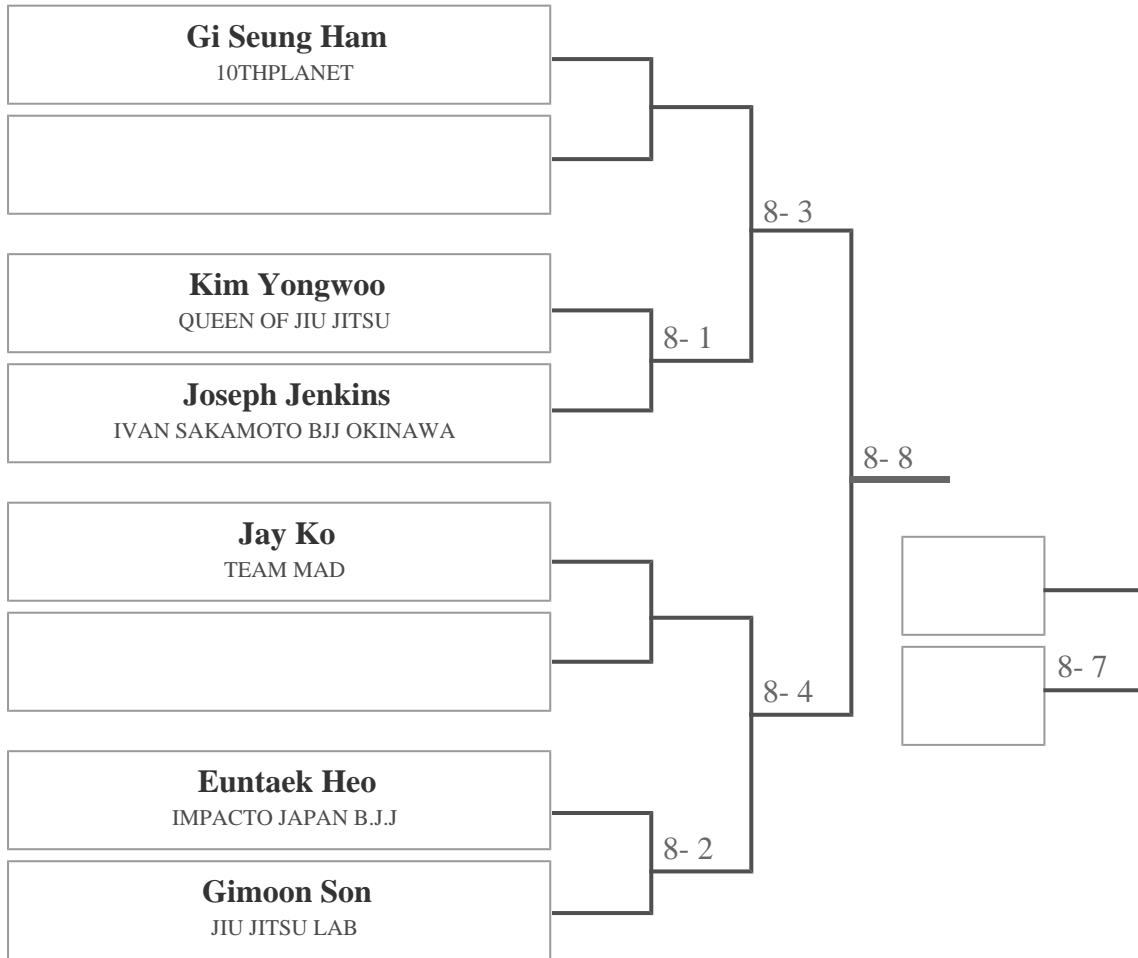 Gi Seung Ham
10THPLANET
8- 3
Kim Yongwoo
QUEEN OF JIU JITSU
8- 1
Joseph Jenkins
IVAN SAKAMOTO BJJ OKINAWA
8- 8
Jay Ko
TEAM MAD
8- 7
8- 4
Euntaek Heo
IMPACTO JAPAN B.J.J
8- 2
Gimoon Son
JIU JITSU LAB